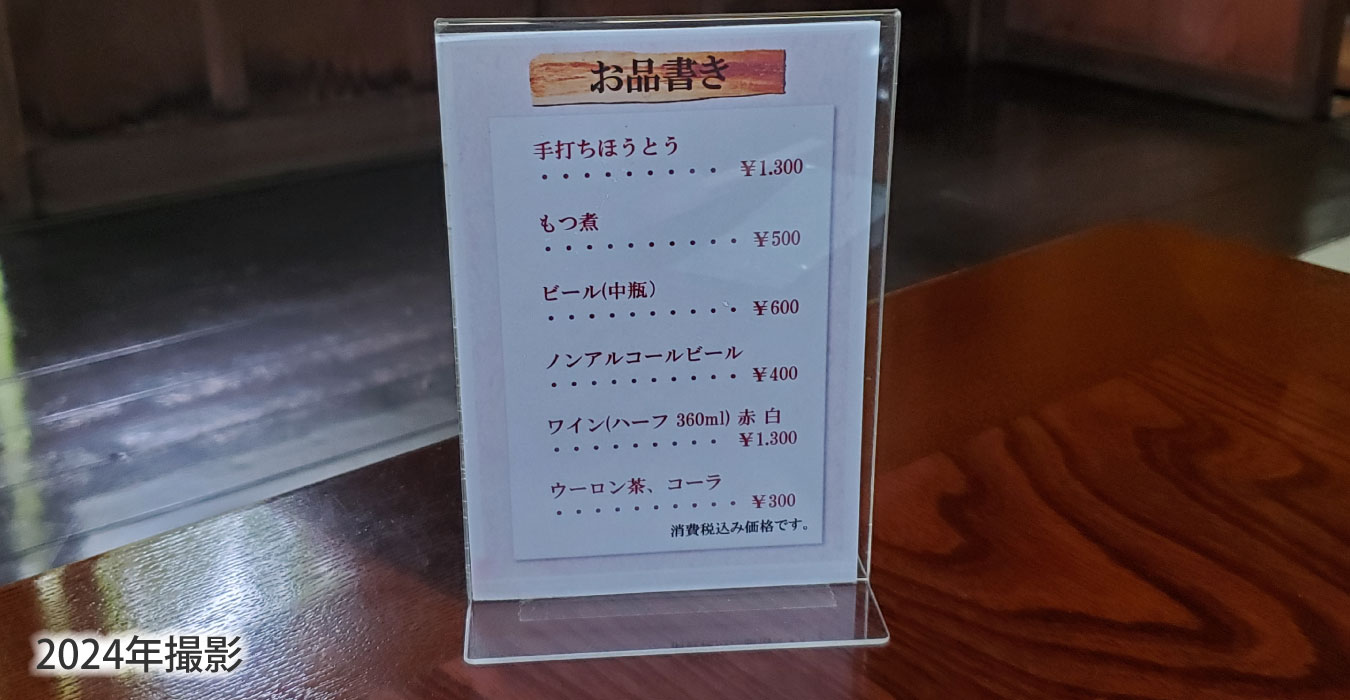 お品書き
手打ちほうとう
・・・・・・・・・ ￥1.300
もつ煮
・・・・・・・・・・ ￥500
ビール(中瓶)
・・・・・・・・・・ ￥600
ノンアルコールビール
・・・・・・・・・・ ￥400
ワイン(ハーフ 360ml) 赤 白
・・・・・・・・・ ￥1.300
ウーロン茶、コーラ
・・・・・・・・・・ ￥300
消費税込み価格です。
2024年撮影